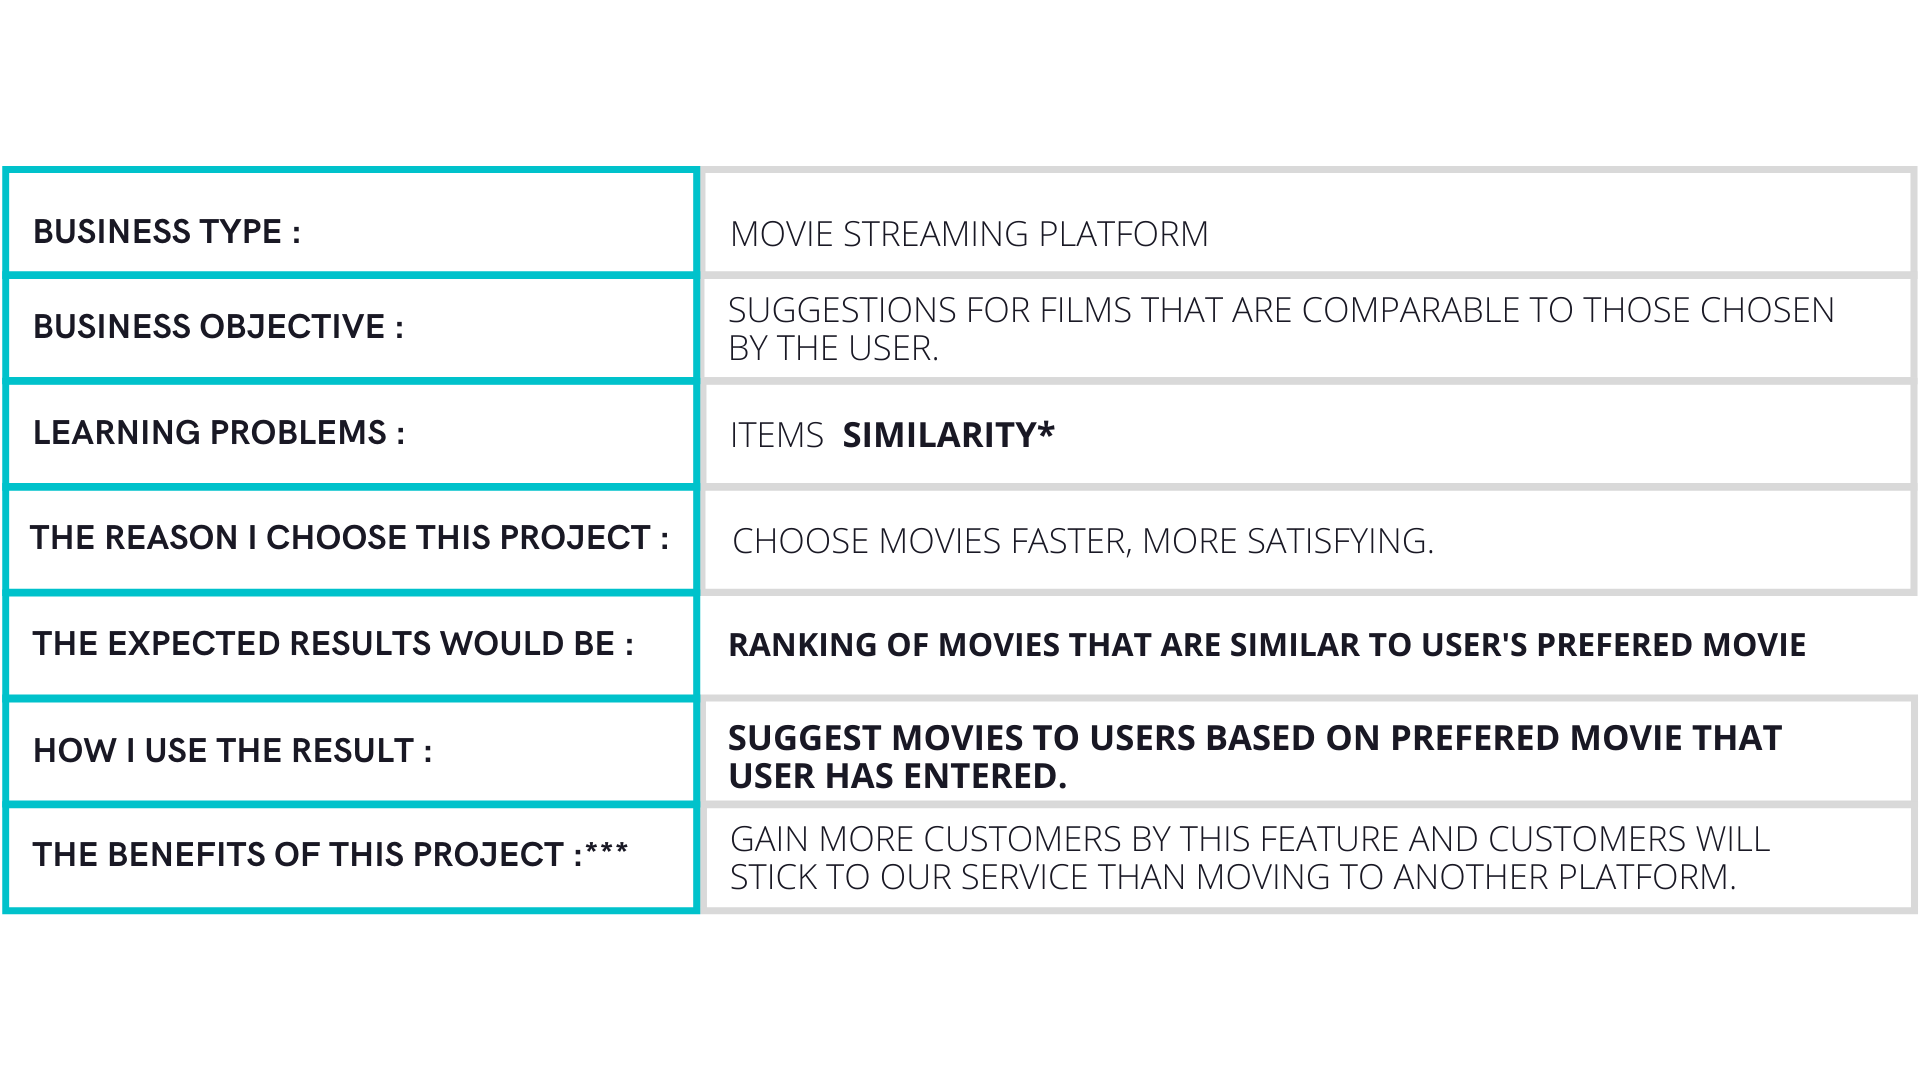 BUSINESS TYPE :
MOVIE STREAMING PLATFORM
BUSINESS OBJECTIVE :
SUGGESTIONS FOR FILMS THAT ARE COMPARABLE TO THOSE CHOSEN
BY THE USER.
LEARNING PROBLEMS :
ITEMS SIMILARITY*
THE REASON I CHOOSE THIS PROJECT :
CHOOSE MOVIES FASTER, MORE SATISFYING.
THE EXPECTED RESULTS WOULD BE :
RANKING OF MOVIES THAT ARE SIMILAR TO USER'S PREFERED MOVIE
HOW I USE THE RESULT :
SUGGEST MOVIES TO USERS BASED ON PREFERED MOVIE THAT
USER HAS ENTERED.
THE BENEFITS OF THIS PROJECT :***
GAIN MORE CUSTOMERS BY THIS FEATURE AND CUSTOMERS WILL
STICK TO OUR SERVICE THAN MOVING TO ANOTHER PLATFORM.